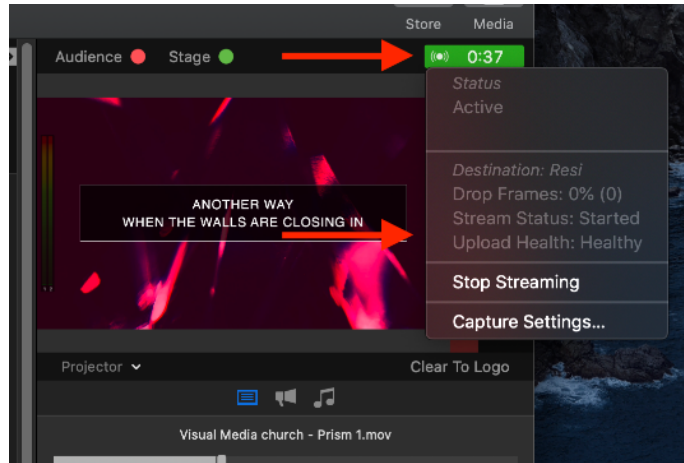 Store Media
Audience Stage 0:37
Status
Active
Destination: Resi
Drop Frames: 0% (0)
Stream Status: Started
Upload Health: Healthy
Stop Streaming
Capture Settings...
ANOTHER WAY
WHEN THE WALLS ARE CLOSING IN
Projector Clear To Logo
Visual Media church - Prism 1.mov